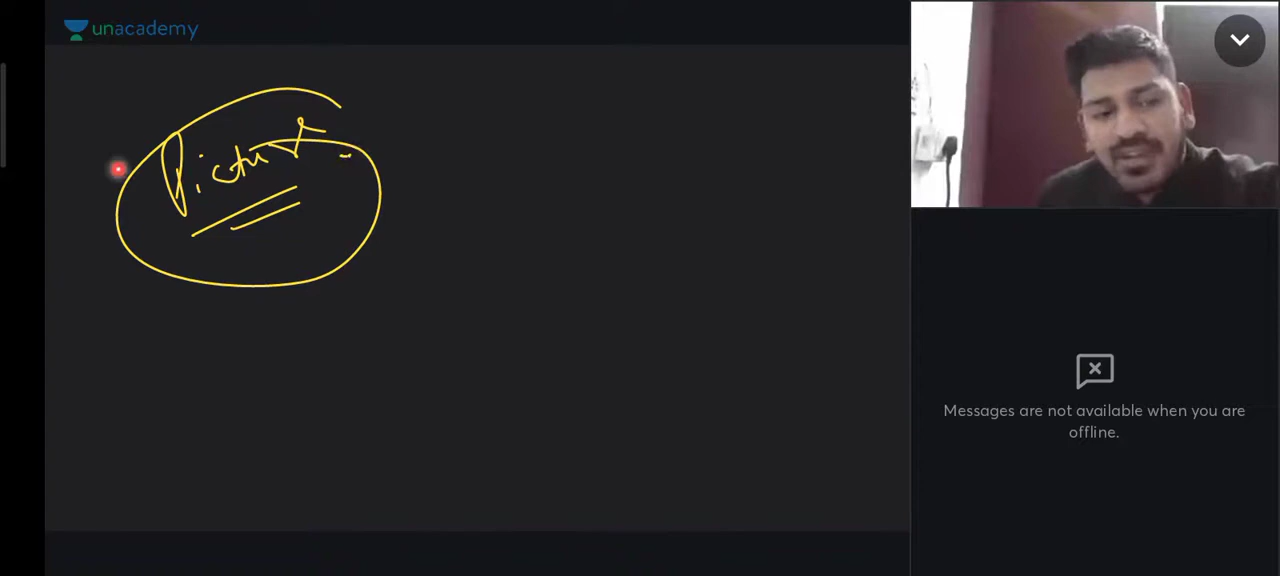 unacademy
Picture
Messages are not available when you are
offline.